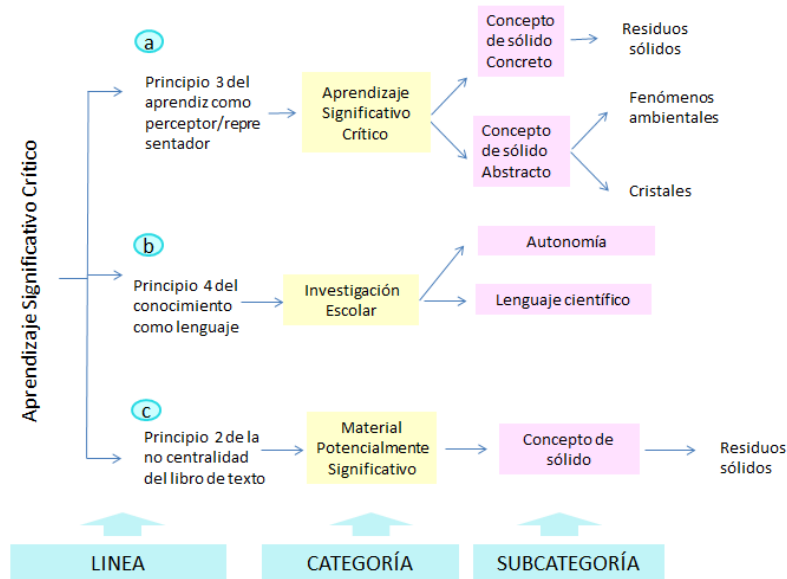 Aprendizaje Significativo Crítico
a
Principio 3 del
aprendiz como
perceptor/repre
sentador
Aprendizaje
Significativo
Crítico
Concepto
de sólido
Concreto
Residuos
sólidos
Concepto
de sólido
Abstracto
Fenómenos
ambientales
Cristales
b
Principio 4 del
conocimiento
como lenguaje
Investigación
Escolar
Autonomía
Lenguaje científico
c
Principio 2 de la
no centralidad
del libro de texto
Material
Potencialmente
Significativo
Concepto de
sólido
Residuos
sólidos
LINEA
CATEGORÍA
SUBCATEGORÍA